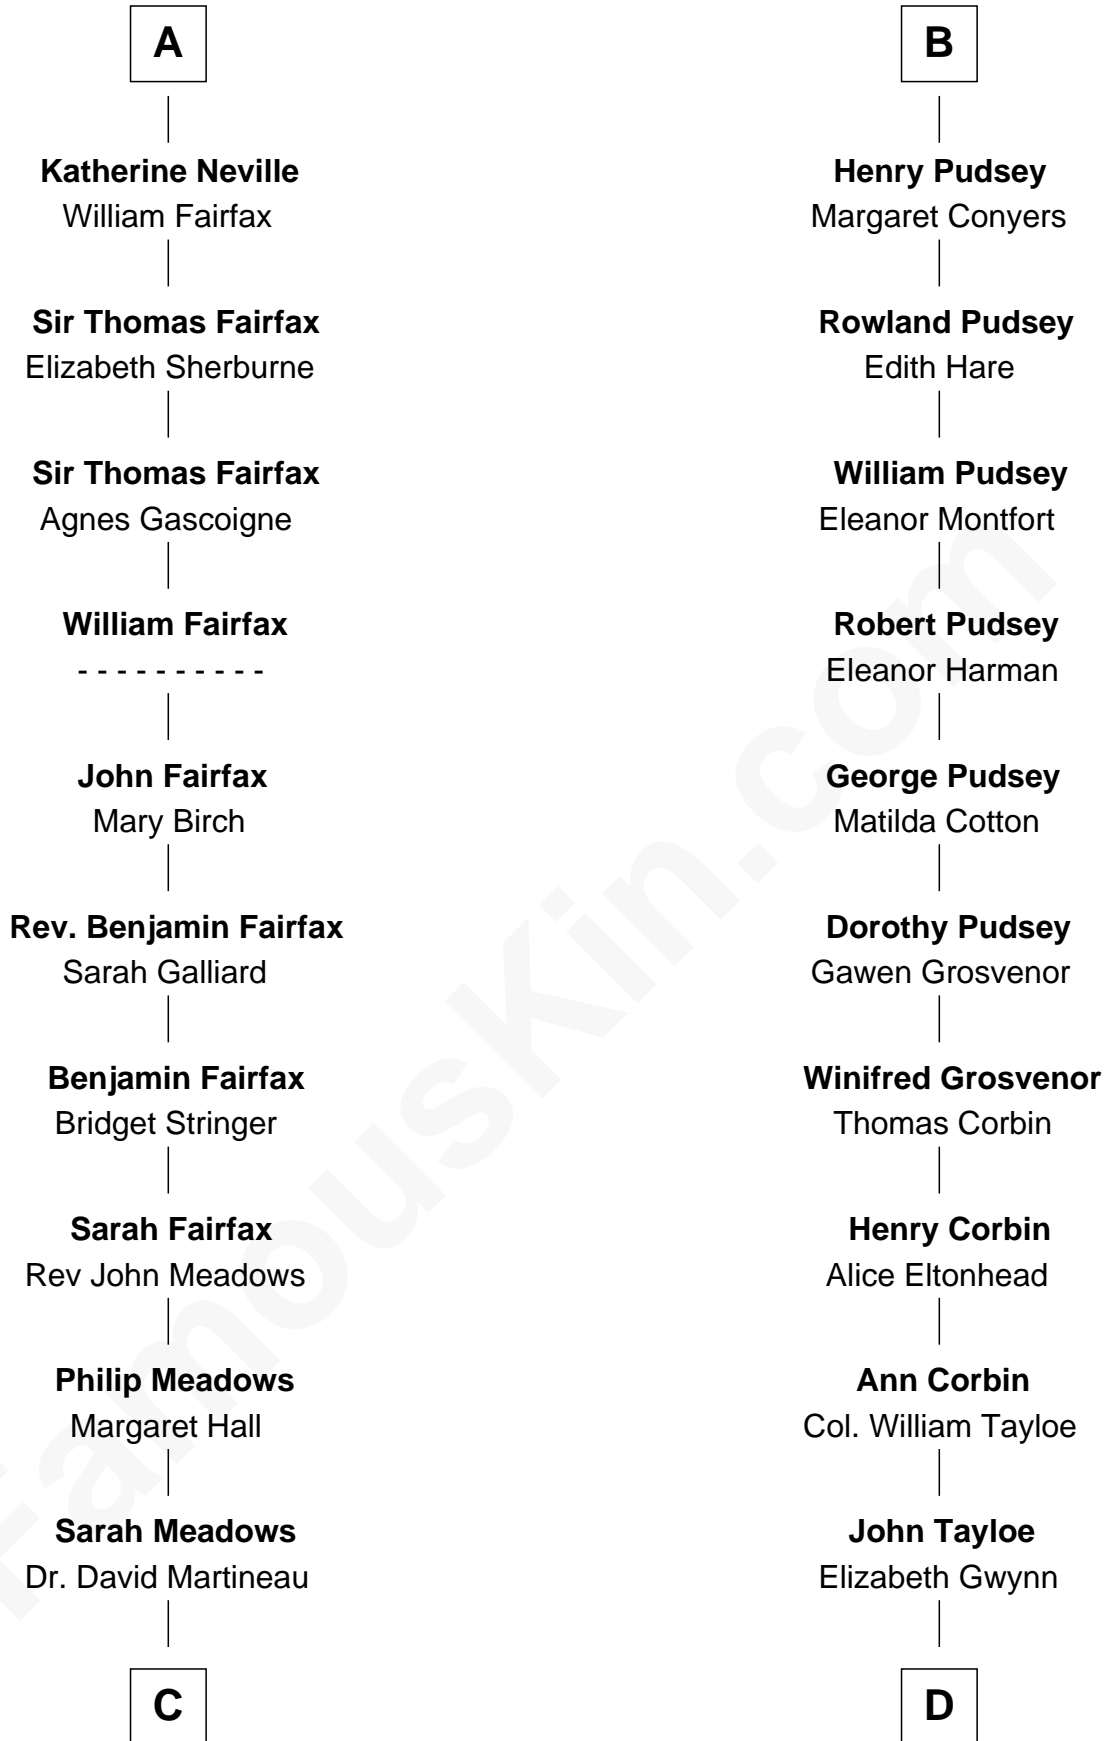 A
Katherine Neville
William Fairfax
Sir Thomas Fairfax
Elizabeth Sherburne
Sir Thomas Fairfax
Agnes Gascoigne
William Fairfax
- - - - - - - - - -
John Fairfax
Mary Birch
Rev. Benjamin Fairfax
Sarah Galliard
Benjamin Fairfax
Bridget Stringer
Sarah Fairfax
Rev John Meadows
Philip Meadows
Margaret Hall
Sarah Meadows
Dr. David Martineau
C
B
Henry Pudsey
Margaret Conyers
Rowland Pudsey
Edith Hare
William Pudsey
Eleanor Montfort
Robert Pudsey
Eleanor Harman
George Pudsey
Matilda Cotton
Dorothy Pudsey
Gawen Grosvenor
Winifred Grosvenor
Thomas Corbin
Henry Corbin
Alice Eltonhead
Ann Corbin
Col. William Tayloe
John Tayloe
Elizabeth Gwynn
D
FamousKin.com